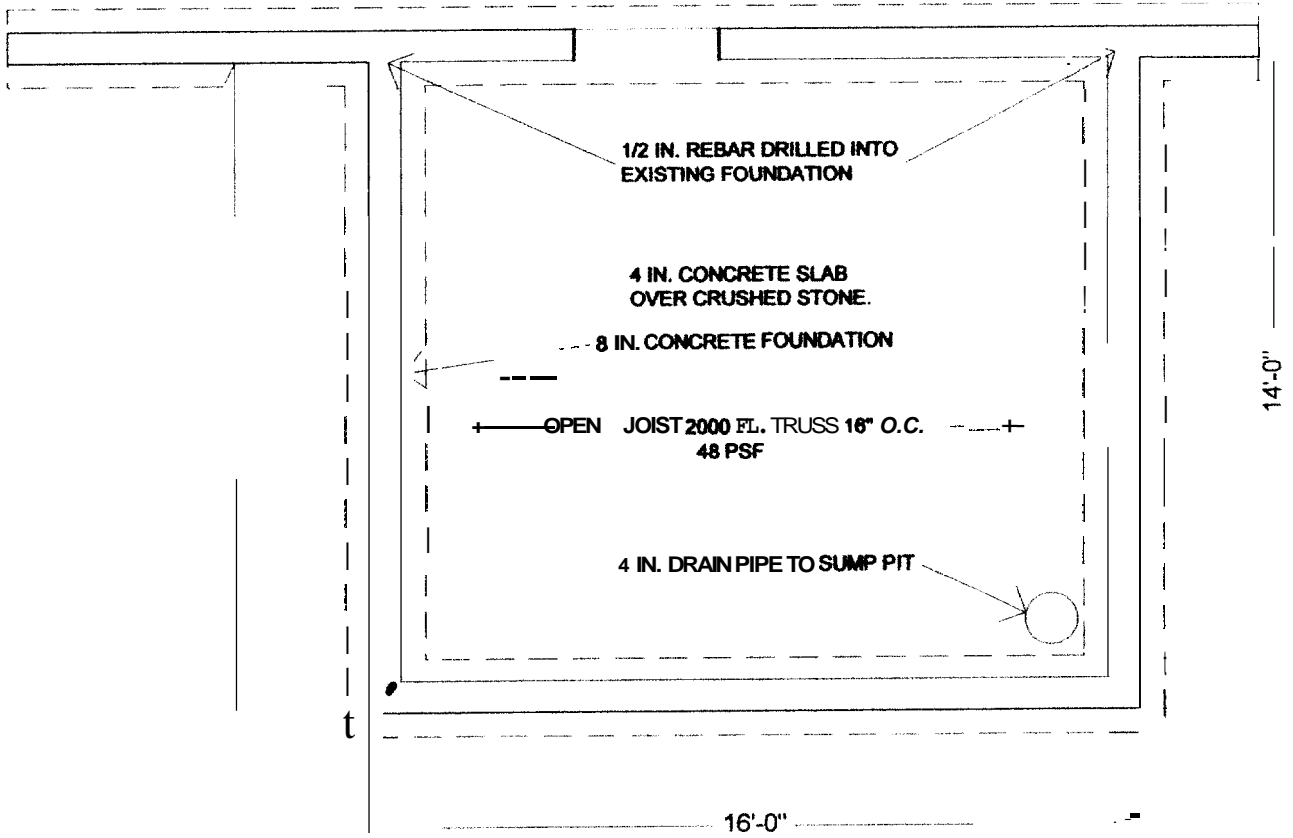 1/2 IN. REBAR DRILLED INTO
EXISTING FOUNDATION
4 IN. CONCRETE SLAB
OVER CRUSHED STONE.
8 IN. CONCRETE FOUNDATION
14'-0"
OPEN JOIST 2000 FL. TRUSS 16" O.C.
48 PSF
4 IN. DRAIN PIPE TO SUMP PIT
t
16'-0"